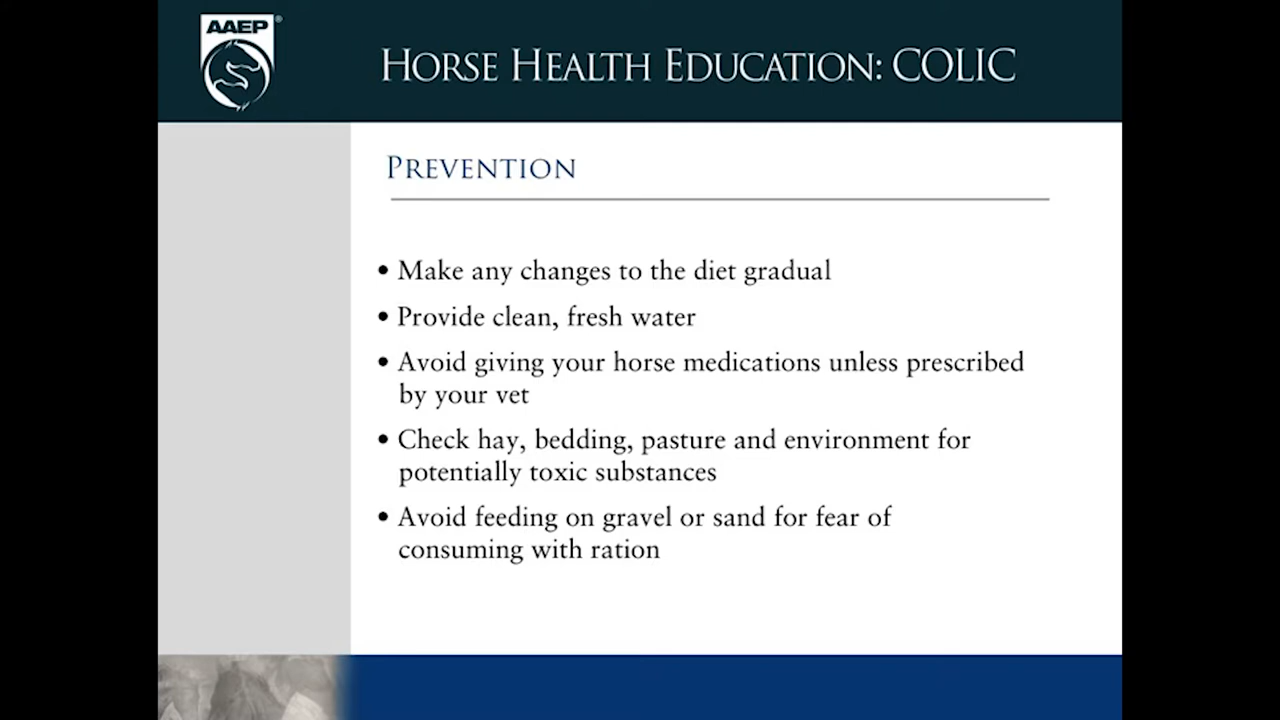 AAEP®
HORSE HEALTH EDUCATION: COLIC
PREVENTION
• Make any changes to the diet gradual
• Provide clean, fresh water
• Avoid giving your horse medications unless prescribed
by your vet
• Check hay, bedding, pasture and environment for
potentially toxic substances
• Avoid feeding on gravel or sand for fear of
consuming with ration